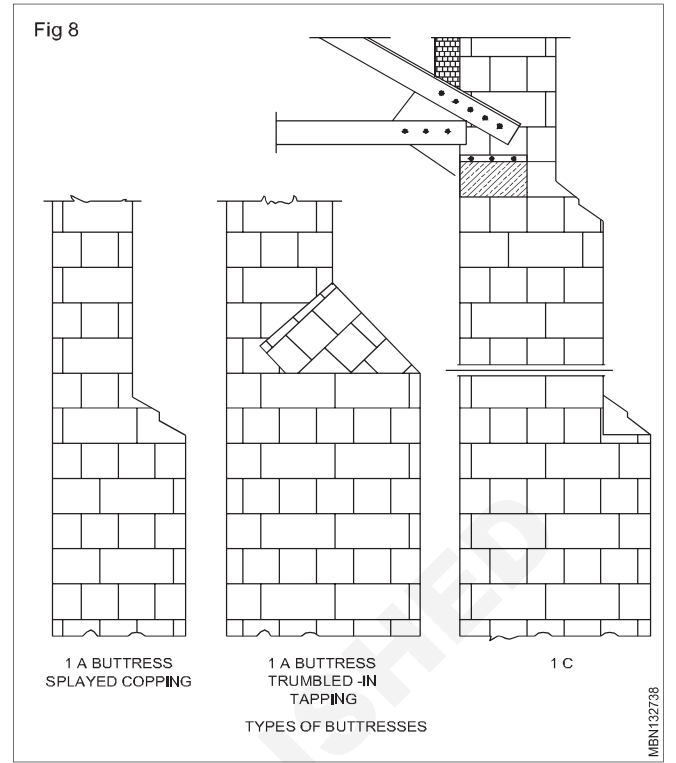 Fig 8
1 A BUTTRESS
SPLAYED COPPING
1 A BUTTRESS
TRUMBLED -IN
TAPPING
1 C
TYPES OF BUTTRESSES
MBN132738